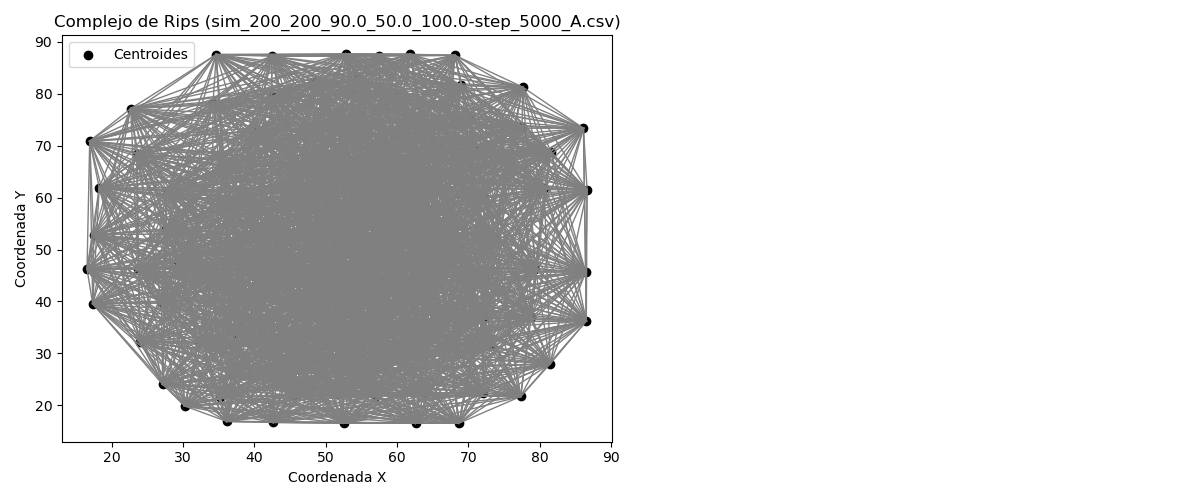 Complejo de Rips (sim_200_200_90.0_50.0_100.0-step_5000_A.csv)
Centroides
90
80
70
60
50
40
30
20
Coordenada Y
20 30 40 50 60 70 80 90
Coordenada X